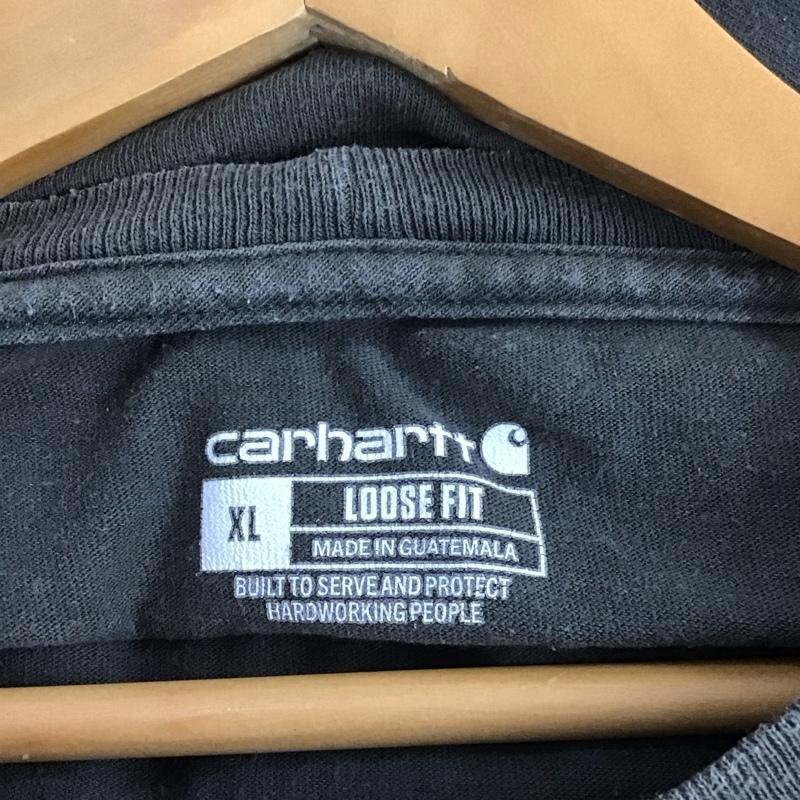 carhartt
XL
LOOSE FIT
MADE IN GUATEMALA
BUILT TO SERVE AND PROTECT
HARDWORKING PEOPLE